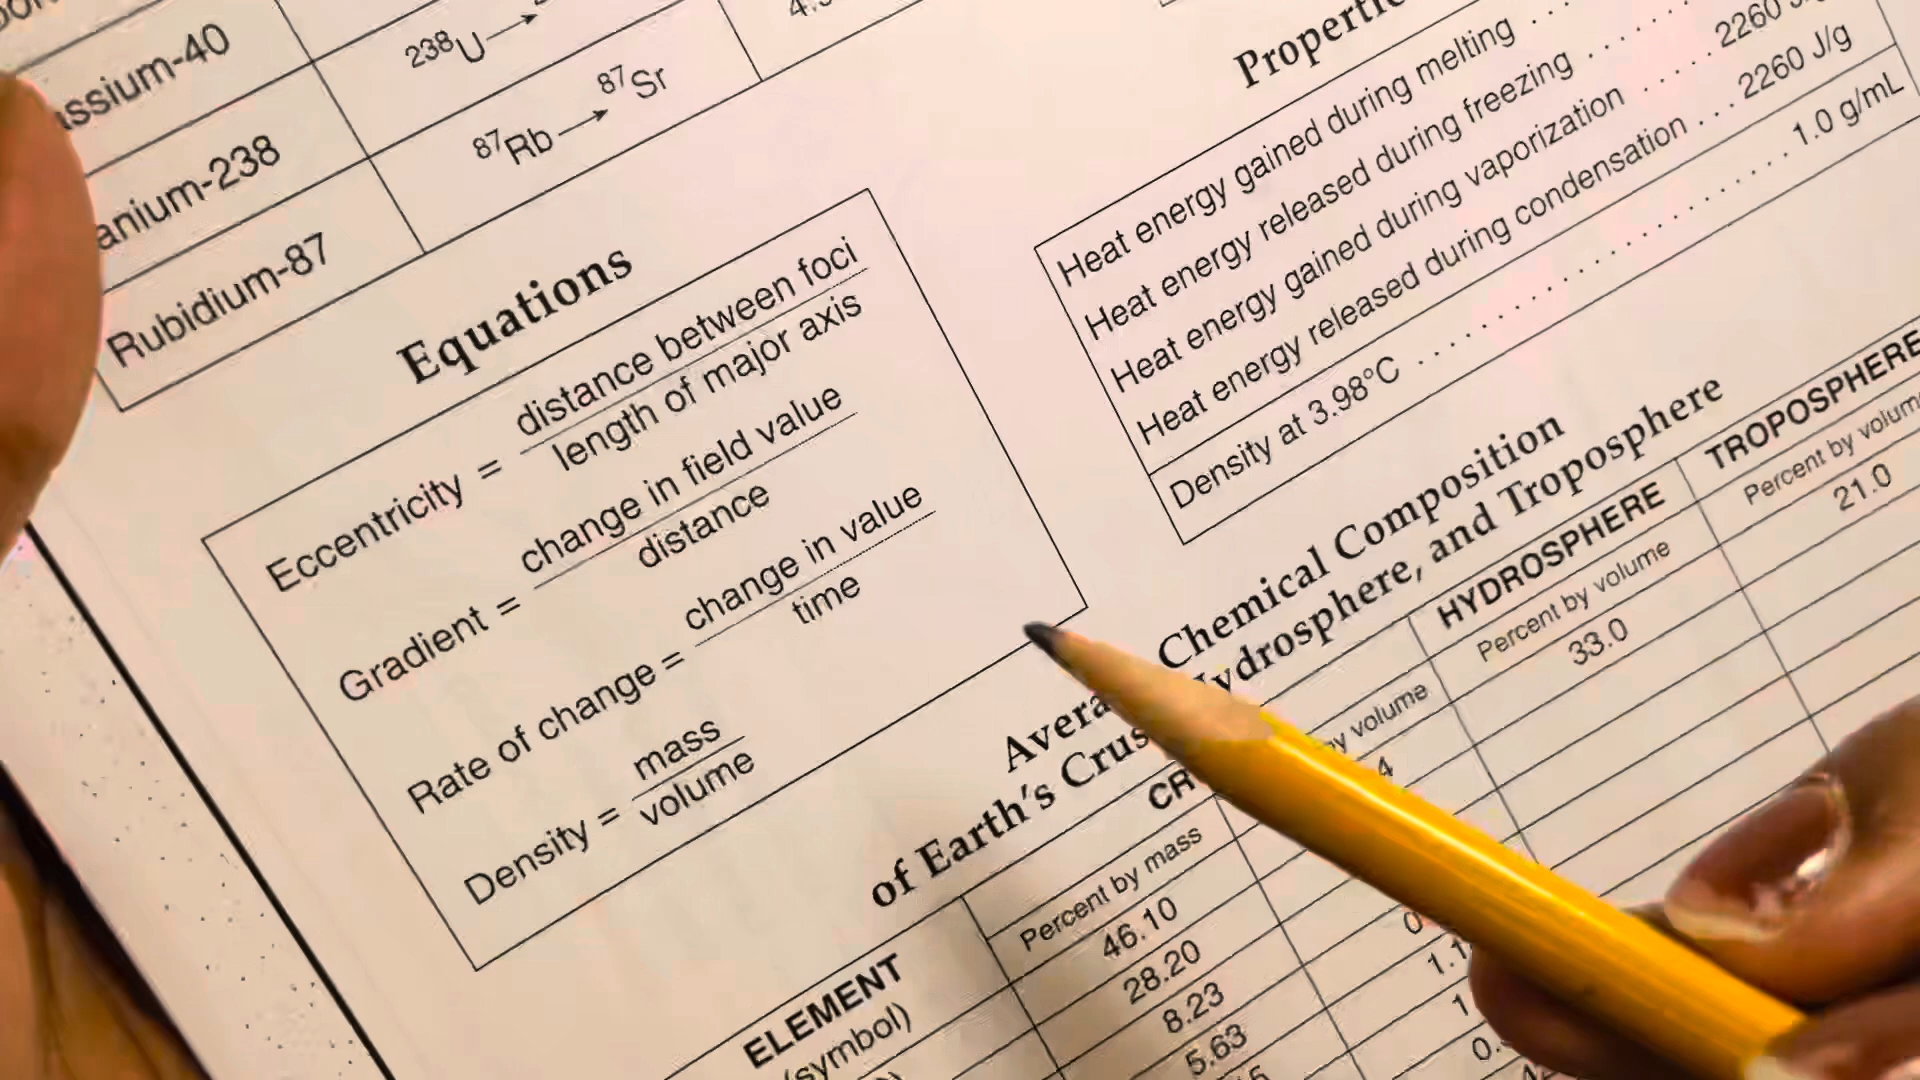 assium-40
238U →
anium-238
87Rb → 87Sr
Rubidium-87
Equations
Eccentricity = distance between foci
length of major axis
Gradient = change in field value
distance
Rate of change = change in value
time
Density = mass
volume
Heat energy gained during melting . . .
Heat energy released during freezing . . . . . .
Heat energy gained during vaporization . . . . . . 2260
Heat energy released during condensation . . . 2260 J/g
Density at 3.98°C . . . . . . . . . . . . . . . . . . . . . . 1.0 g/mL
Chemical Composition
of Earth's Crus ydrosphere, and Troposphere
ELEMENT
(symbol)
Percent by mass
by volume
HYDROSPHERE
Percent by volume
TROPOSPHERE
Percent by volume
33.0
21.0
46.10
28.20
8.23
5.63